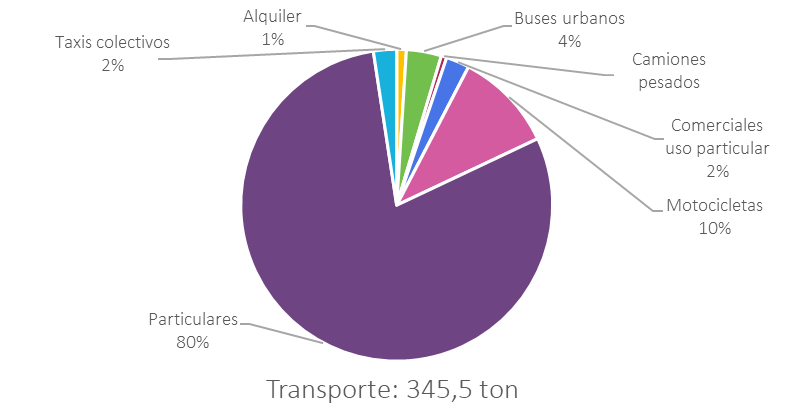 Alquiler
1%
Buses urbanos
4%
Taxis colectivos
2%
Camiones
pesados
Comerciales
uso particular
2%
Motocicletas
10%
Particulares
80%
Transporte: 345,5 ton